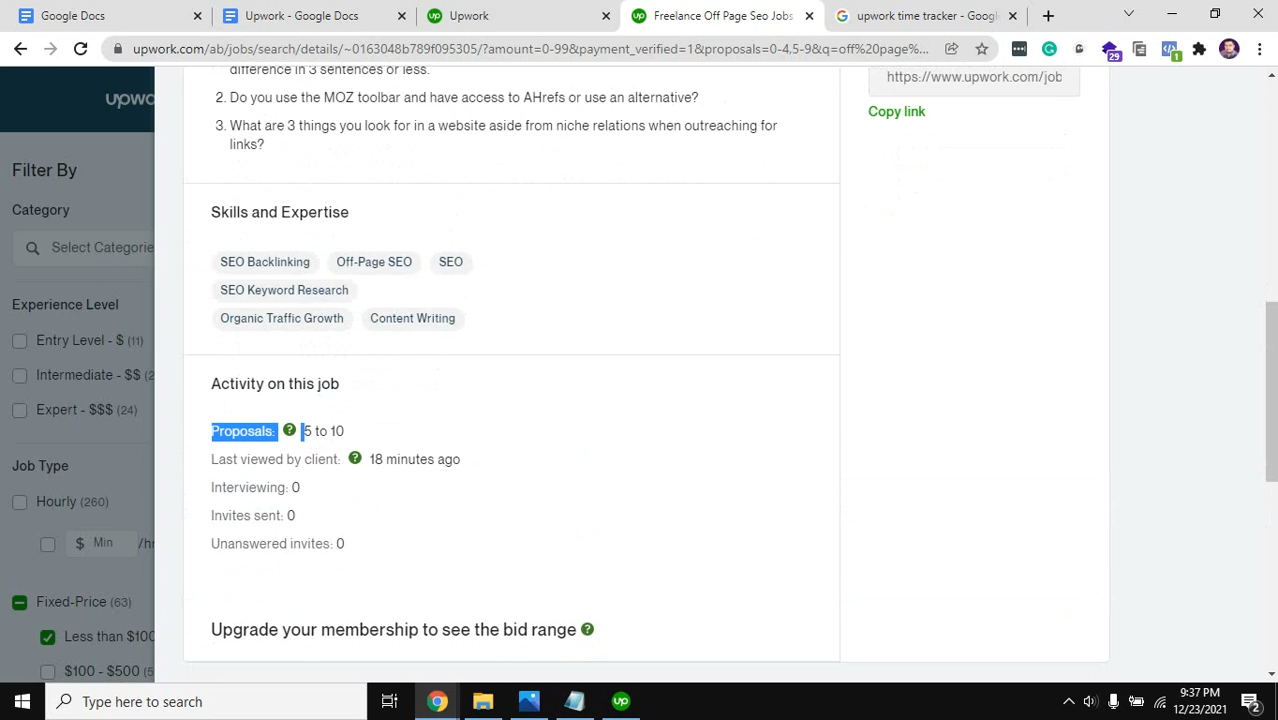 Google Docs
Upwork - Google Docs
Upwork
Freelance Off Page Seo Jobs
upwork time tracker - Google
upwork.com/ab/jobs/search/details/~0163048b789f095305/?amount=0-99&payment_verified=1&proposals=0-4,5-9&q=off%20page%...
29
1
upwo
difference in 3 sentences or less.
2. Do you use the MOZ toolbar and have access to AHrefs or use an alternative?
3. What are 3 things you look for in a website aside from niche relations when outreaching for
links?
https://www.upwork.com/job
Copy link
Filter By
Category
Select Categorie
Experience Level
Entry Level - $ (11)
Intermediate - $$ (2
Expert - $$$ (24)
Job Type
Hourly (260)
$ Min /hr
Fixed-Price (63)
Less than $100
$100 - $500 (5
Skills and Expertise
SEO Backlinking Off-Page SEO SEO
SEO Keyword Research
Organic Traffic Growth Content Writing
Activity on this job
Proposals: ? 5 to 10
Last viewed by client: ? 18 minutes ago
Interviewing: 0
Invites sent: 0
Unanswered invites: 0
Upgrade your membership to see the bid range ?
Type here to search
up
9:37 PM
12/23/2021
2